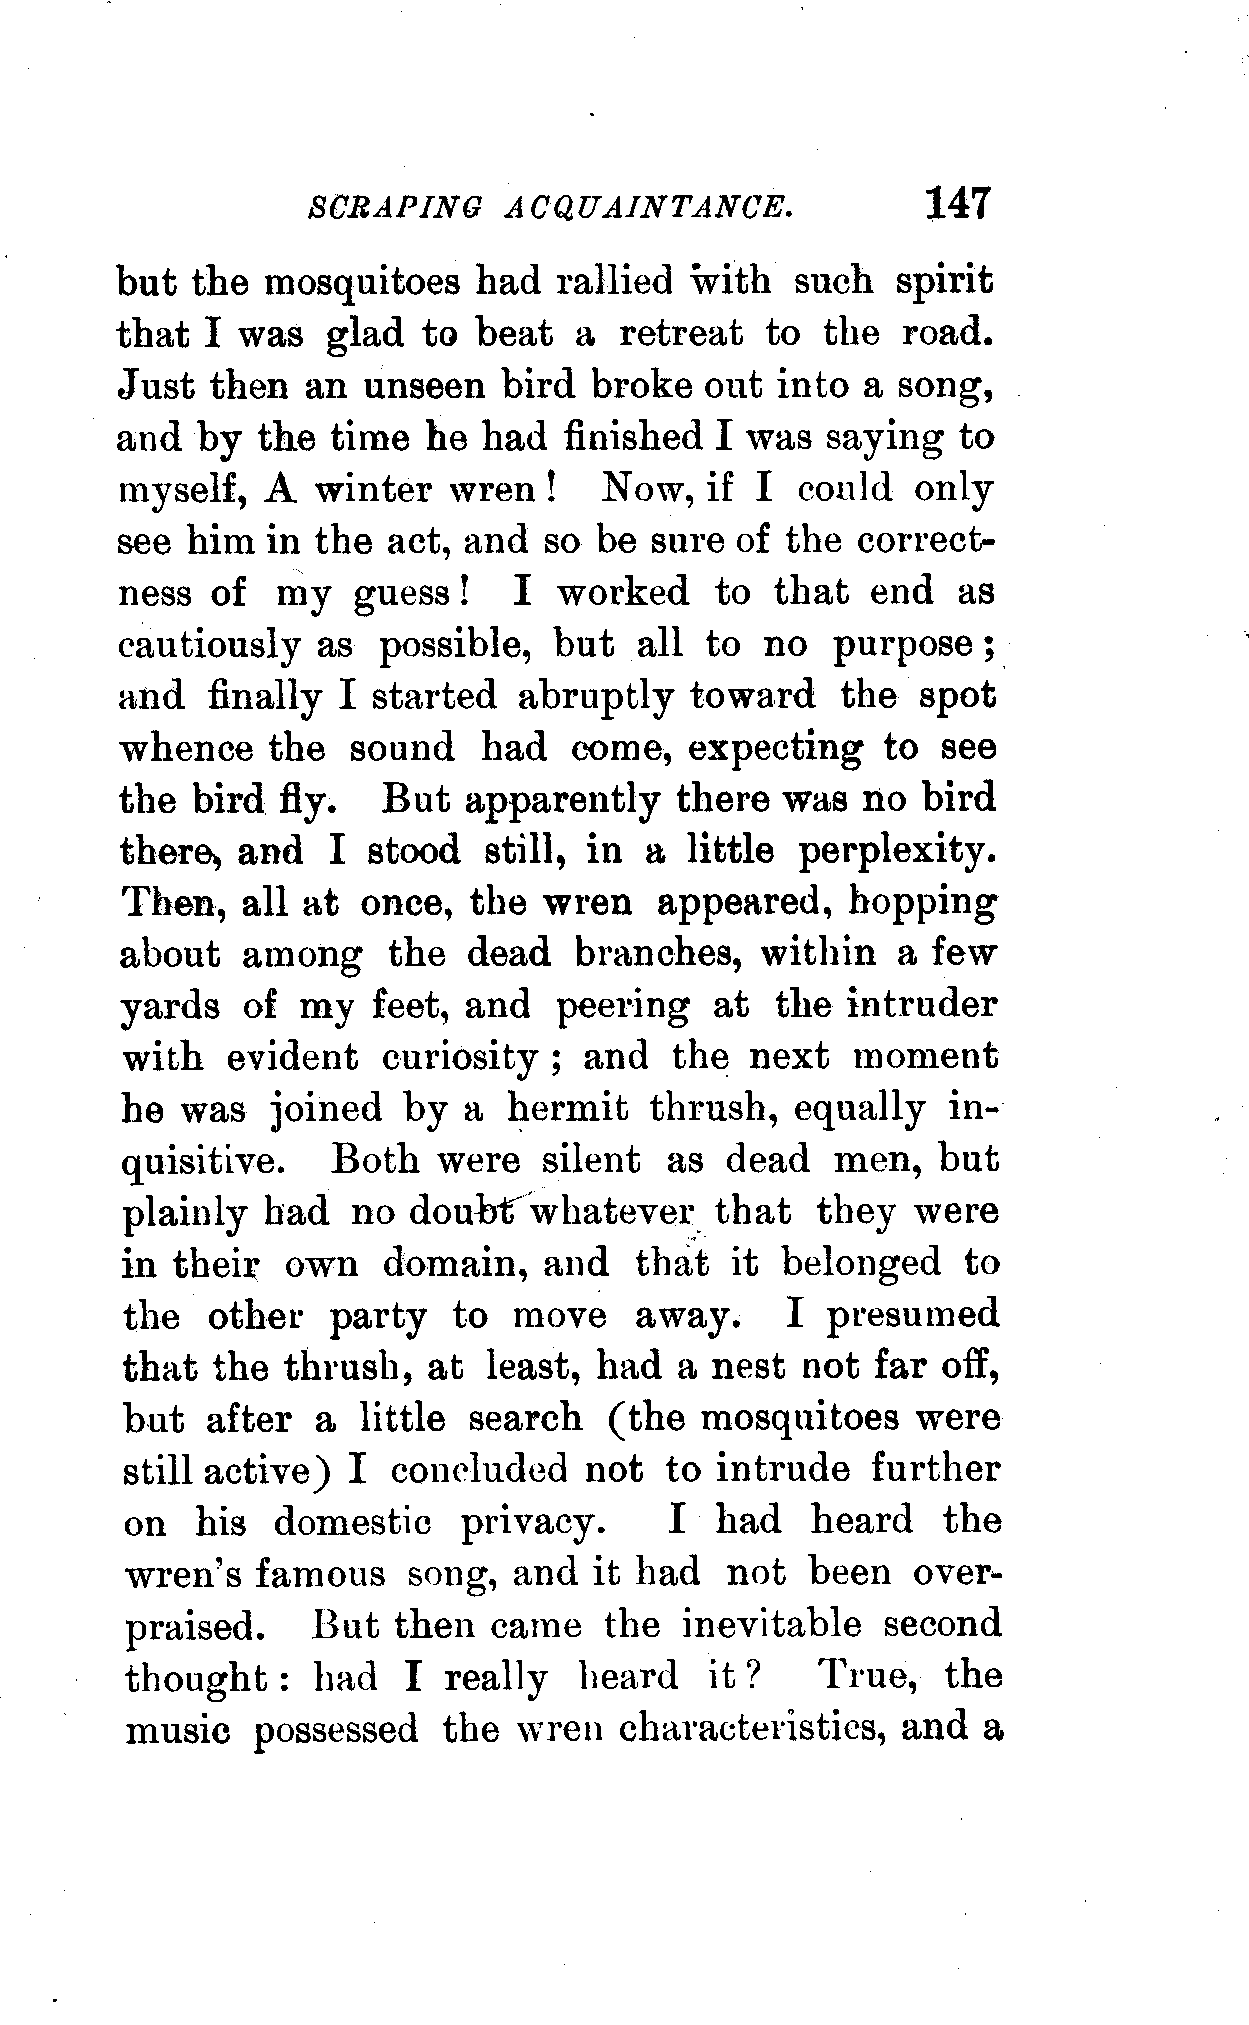 SCRAPING ACQUAINTANCE. 147
but the mosquitoes had rallied with such spirit
that I was glad to beat a retreat to the road.
Just then an unseen bird broke out into a song,
and by the time he had finished I was saying to
myself, A winter wren! Now, if I could only
see him in the act, and so be sure of the correct-
ness of my guess! I worked to that end as
cautiously as possible, but all to no purpose;
and finally I started abruptly toward the spot
whence the sound had come, expecting to see
the bird fly. But apparently there was no bird
there, and I stood still, in a little perplexity.
Then, all at once, the wren appeared, hopping
about among the dead branches, within a few
yards of my feet, and peering at the intruder
with evident curiosity; and the next moment
he was joined by a hermit thrush, equally in-
quisitive. Both were silent as dead men, but
plainly had no doubt whatever that they were
in their own domain, and that it belonged to
the other party to move away. I presumed
that the thrush, at least, had a nest not far off,
but after a little search (the mosquitoes were
still active) I concluded not to intrude further
on his domestic privacy. I had heard the
wren's famous song, and it had not been over-
praised. But then came the inevitable second
thought: had I really heard it? True, the
music possessed the wren characteristics, and a